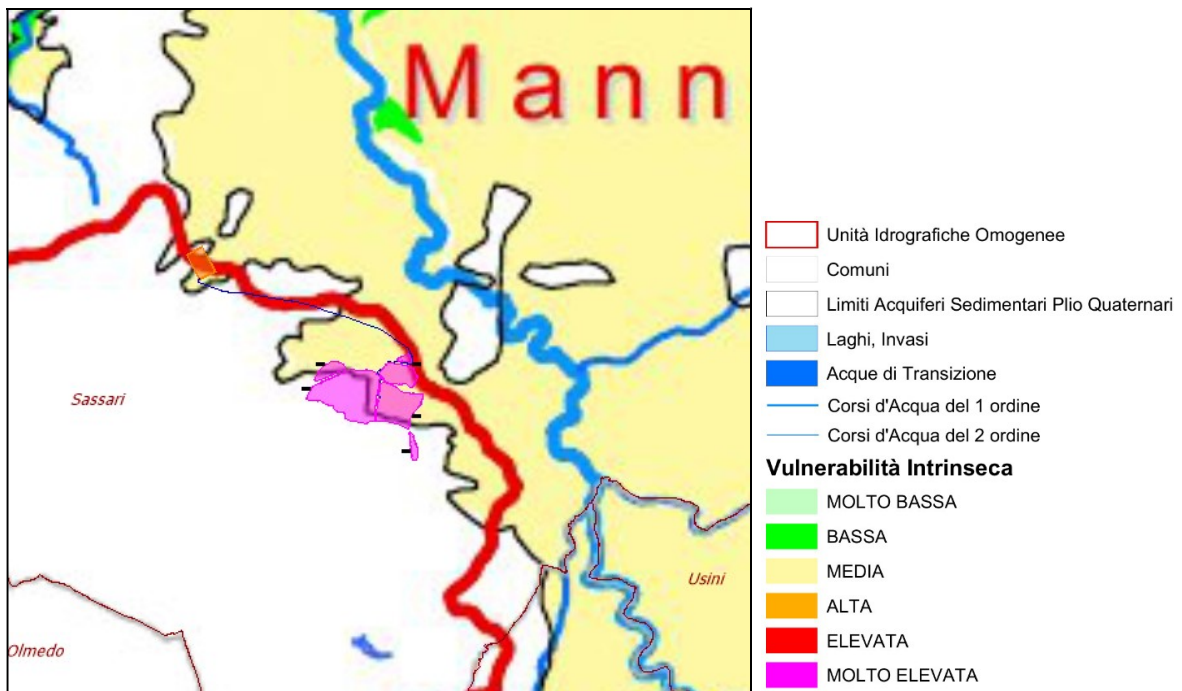 Mann
Sassari
Usini
Olmedo
Unità Idrografiche Omogenee
Comuni
Limiti Acquiferi Sedimentari Plio Quaternari
Laghi, Invasi
Acque di Transizione
Corsi d'Acqua del 1 ordine
Corsi d'Acqua del 2 ordine
Vulnerabilità Intrinseca
MOLTO BASSA
BASSA
MEDIA
ALTA
ELEVATA
MOLTO ELEVATA